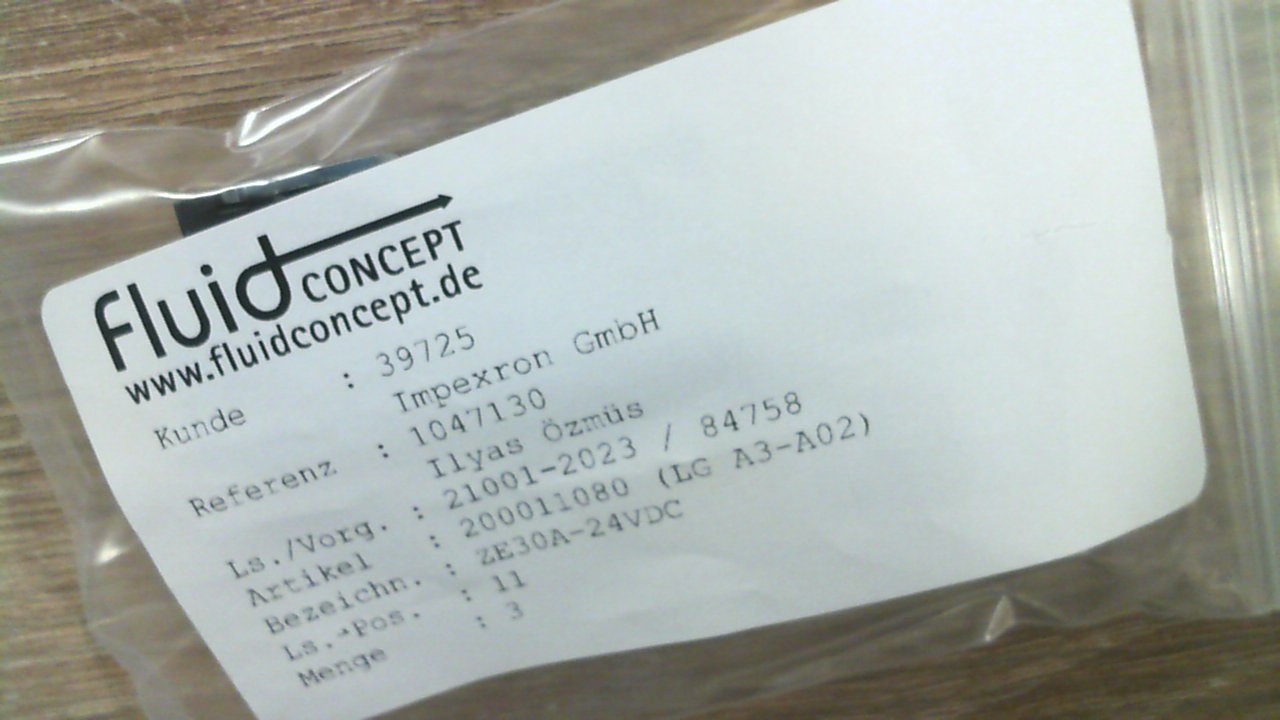 fluid CONCEPT
www.fluidconcept.de
Kunde : 39725
Impexron GmbH
Referenz : 1047130
Ilyas Özmüs
Ls./Vorg. : 21001-2023 / 84758
Artikel : 200011080 (LG A3-A02)
Bezeichn. : ZE30A-24VDC
Ls.-Pos. : 11
Menge : 3